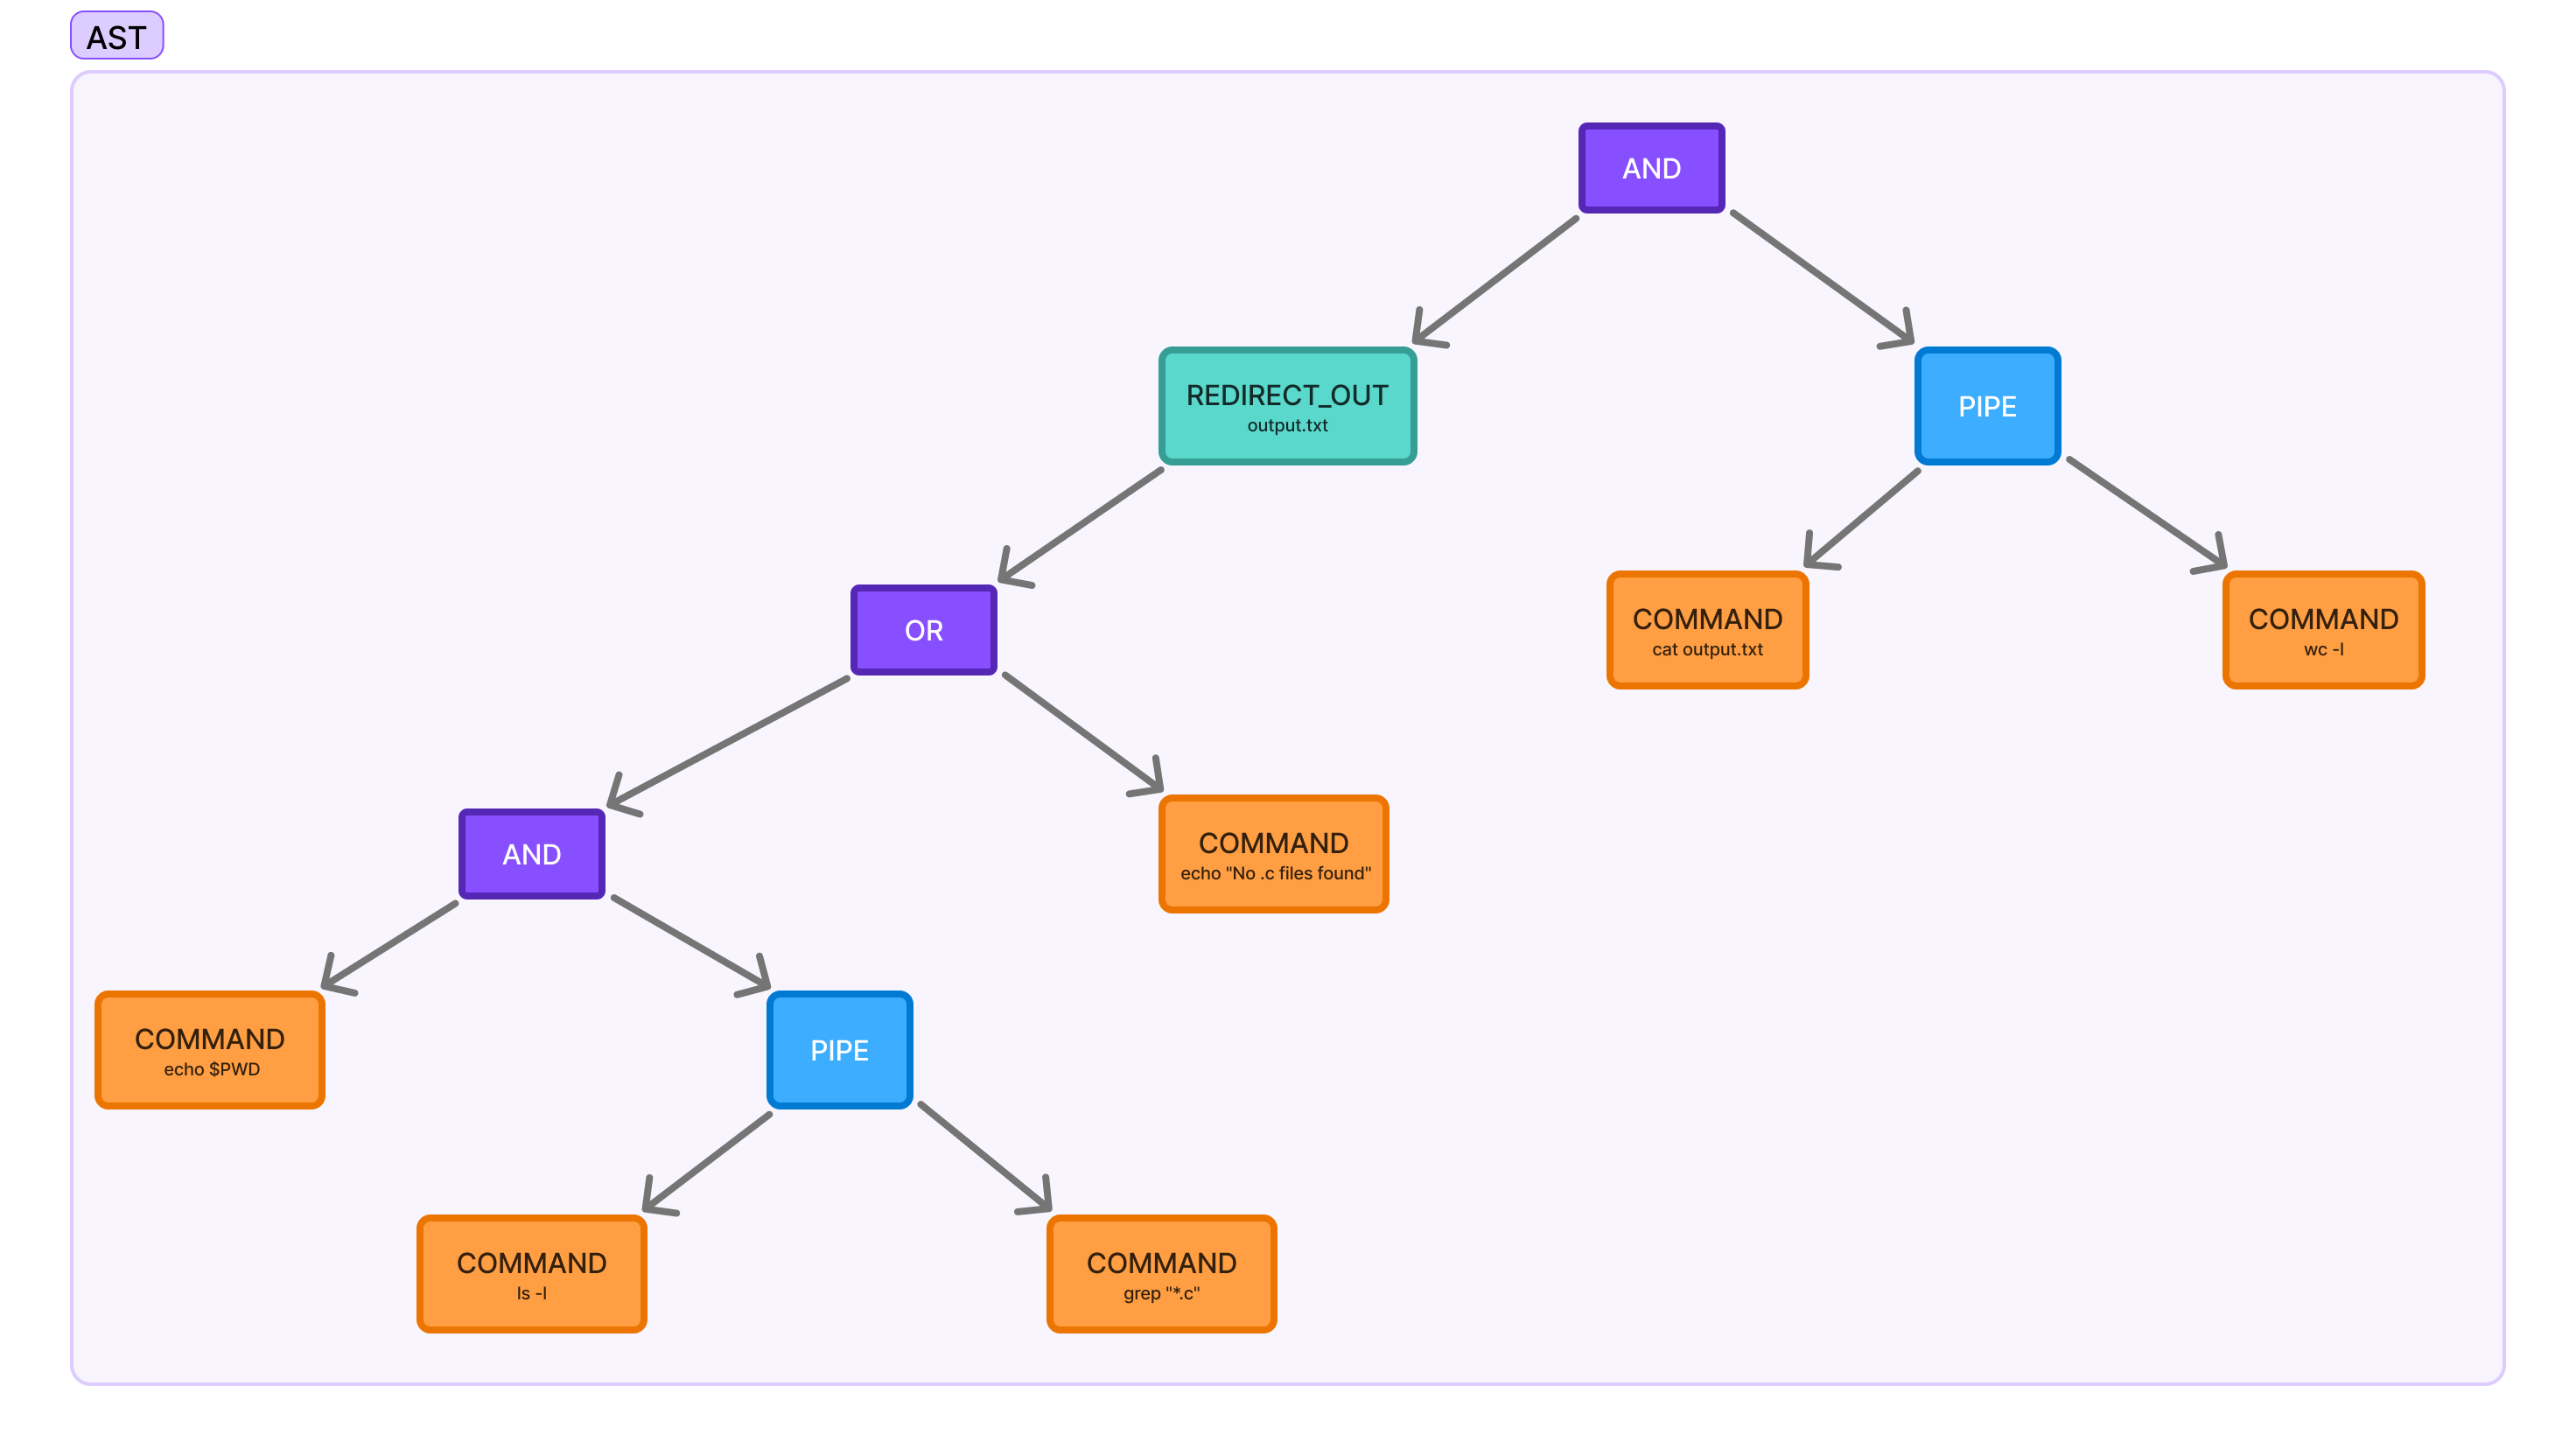 AST
AND
REDIRECT_OUT
output.txt
PIPE
OR
COMMAND
cat output.txt
COMMAND
wc -l
AND
COMMAND
echo "No .c files found"
COMMAND
echo $PWD
PIPE
COMMAND
ls -l
COMMAND
grep "*.c"